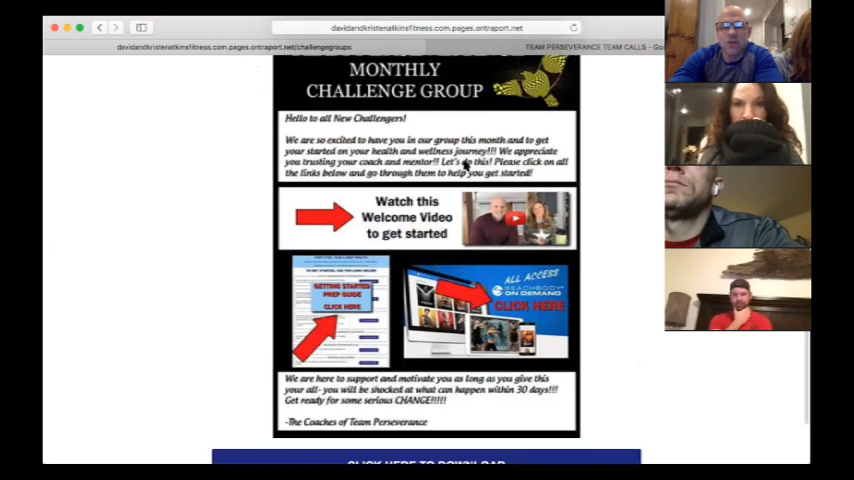 davidandkristenatkinsfitness.com.pages.ontraport.net
davidandkristenatkinsfitness.com.pages.ontraport.net/challengegroups
TEAM PERSEVERANCE TEAM CALLS - Goo
MONTHLY
CHALLENGE GROUP
Hello to all New Challengers!
We are so excited to have you in our group this month and to get
your started on your health and wellness journey!!! We appreciate
you trusting your coach and mentor!! Let's do this! Please click on all
the links below and go through them to help you get started!
Watch this
Welcome Video
to get started
GETTING STARTED
PREP GUIDE
CLICK HERE
ALL ACCESS
BEACHBODY
ON DEMAND
CLICK HERE
We are here to support and motivate you as long as you give this
your all- you will be shocked at what can happen within 30 days!!!
Get ready for some serious CHANGE!!!!!
-The Coaches of Team Perseverance
CLICK HERE TO DOWNLOAD